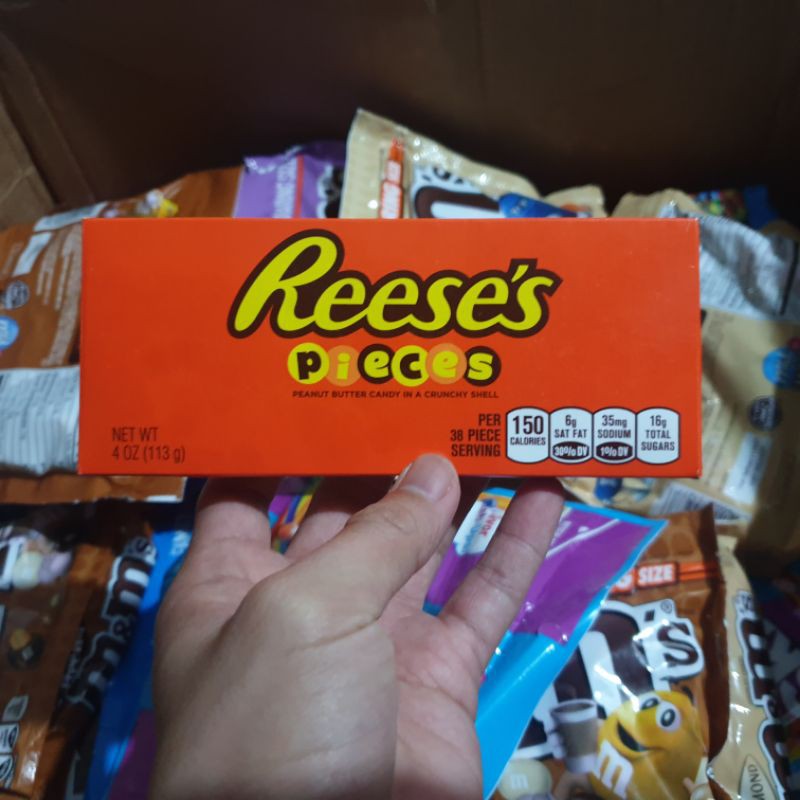 Reese's
pieces
PEANUT BUTTER CANDY IN A CRUNCHY SHELL
NET WT
4 OZ (113 g)
PER
38 PIECE
SERVING
150
CALORIES
6g
SAT FAT
30% DV
35mg
SODIUM
1% DV
16g
TOTAL
SUGARS
SIZE
m&m
m